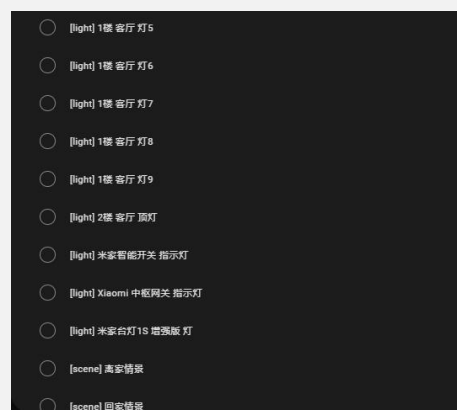 [light] 1楼 客厅 灯5
[light] 1楼 客厅 灯6
[light] 1楼 客厅 灯7
[light] 1楼 客厅 灯8
[light] 1楼 客厅 灯9
[light] 2楼 客厅 顶灯
[light] 米家智能开关 指示灯
[light] Xiaomi 中枢网关 指示灯
[light] 米家台灯1S 增强版 灯
[scene] 离家情景
[scene] 回家情景